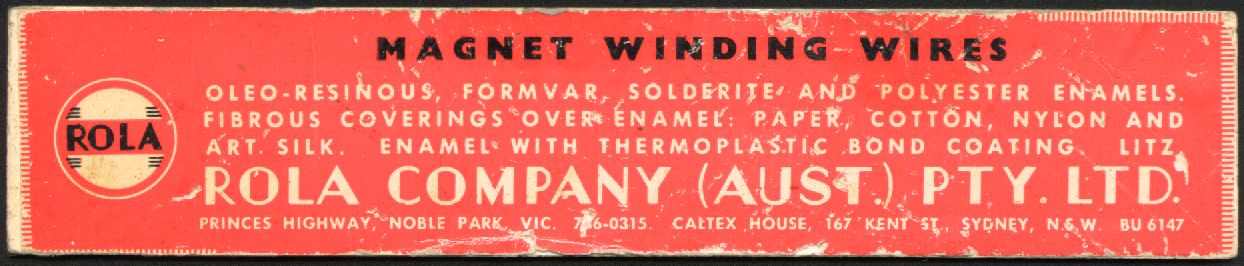 MAGNET WINDING WIRES
ROLA
OLEO-RESINOUS, FORMVAR, SOLDERITE AND POLYESTER ENAMELS.
FIBROUS COVERINGS OVER ENAMEL: PAPER, COTTON, NYLON AND
ART. SILK. ENAMEL WITH THERMOPLASTIC BOND COATING. LITZ.
ROLA COMPANY (AUST.) PTY. LTD.
PRINCES HIGHWAY, NOBLE PARK, VIC. CALTEX HOUSE, 167 KENT ST., SYDNEY, N.S.W. BU 6147